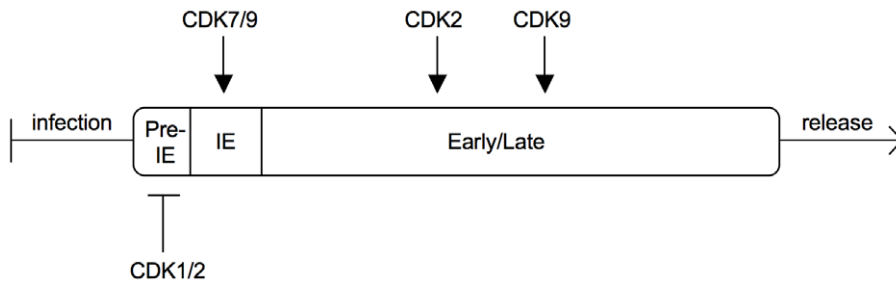 CDK7/9 CDK2 CDK9
infection Pre-IE IE Early/Late release
CDK1/2